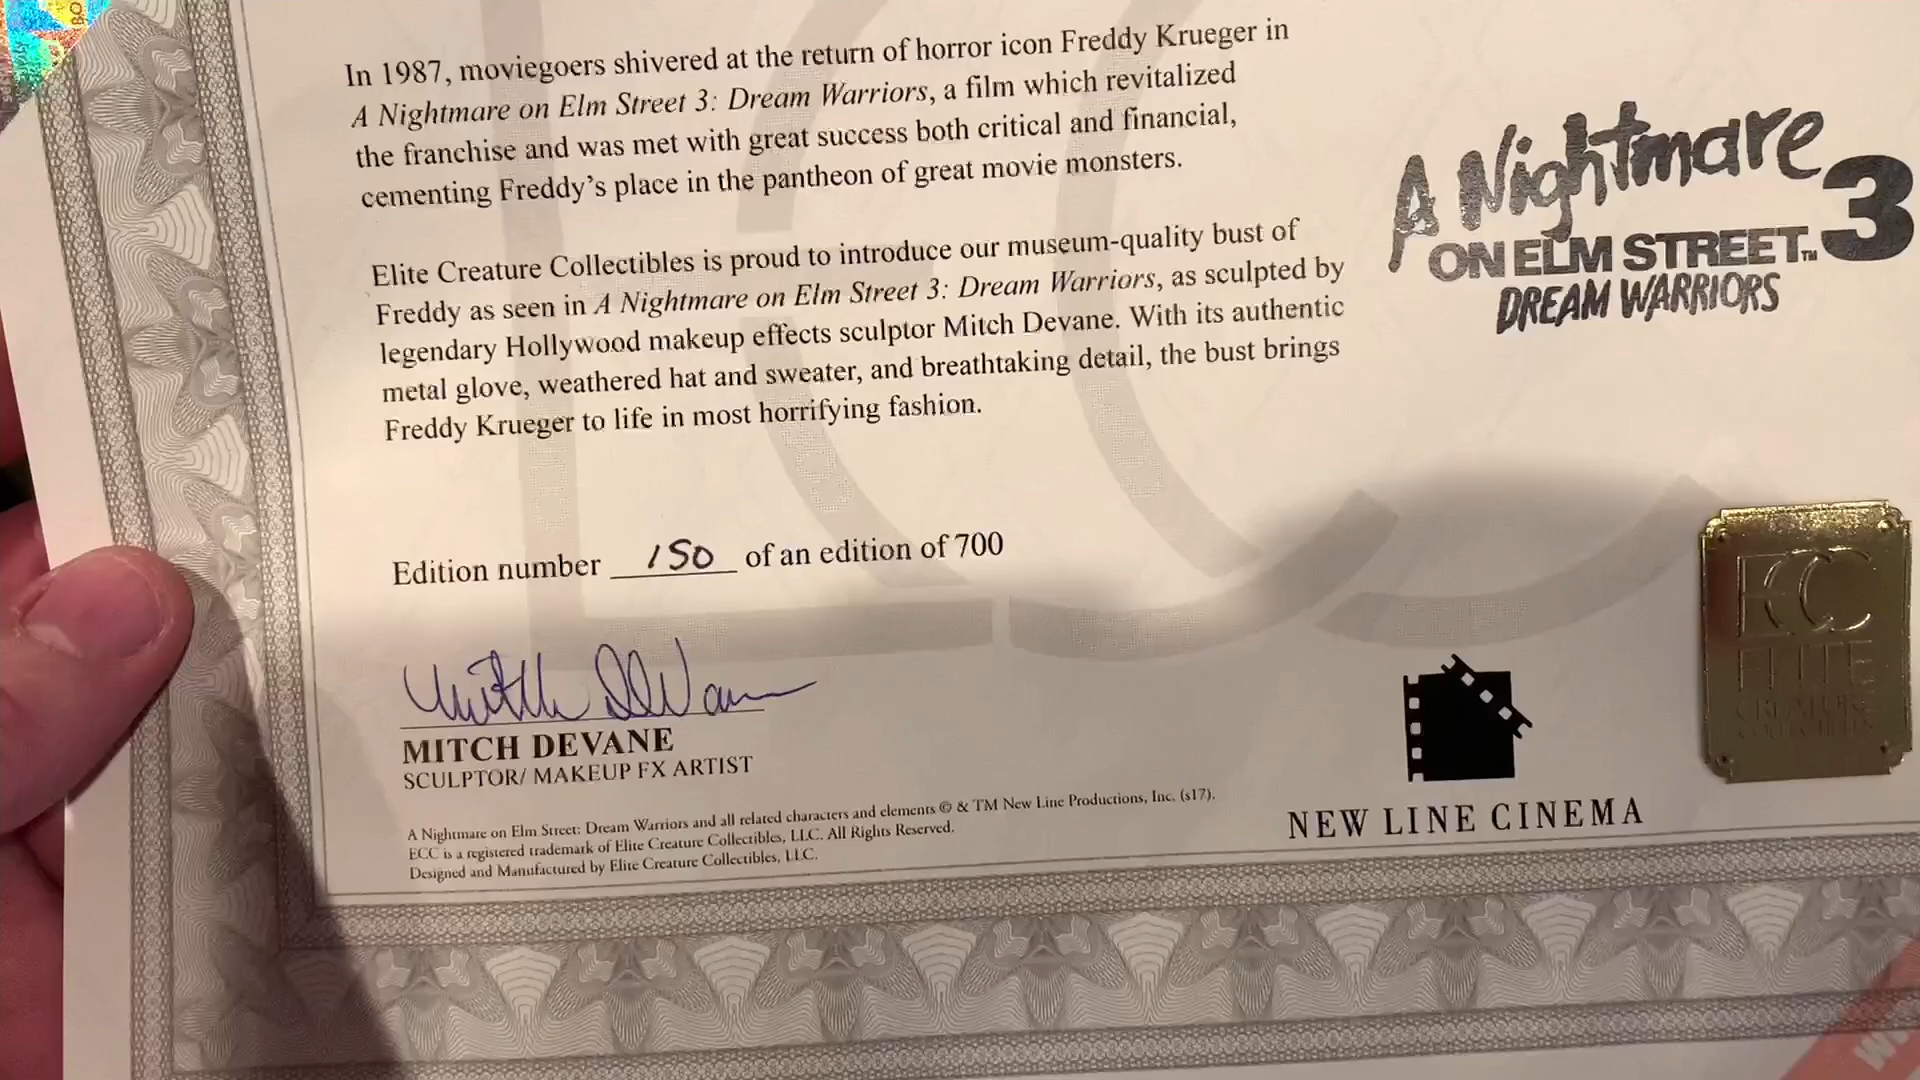 In 1987, moviegoers shivered at the return of horror icon Freddy Krueger in
A Nightmare on Elm Street 3: Dream Warriors, a film which revitalized
the franchise and was met with great success both critical and financial,
cementing Freddy's place in the pantheon of great movie monsters.
A Nightmare 3
ON ELM STREET™
DREAM WARRIORS
Elite Creature Collectibles is proud to introduce our museum-quality bust of
Freddy as seen in A Nightmare on Elm Street 3: Dream Warriors, as sculpted by
legendary Hollywood makeup effects sculptor Mitch Devane. With its authentic
metal glove, weathered hat and sweater, and breathtaking detail, the bust brings
Freddy Krueger to life in most horrifying fashion.
Edition number 150 of an edition of 700
ECC
ELITE
CREATURE
COLLECTIBLES
Mitch Devane
MITCH DEVANE
SCULPTOR/ MAKEUP FX ARTIST
A Nightmare on Elm Street: Dream Warriors and all related characters and elements © & TM New Line Productions, Inc. (s17).
ECC is a registered trademark of Elite Creature Collectibles, LLC. All Rights Reserved.
Designed and Manufactured by Elite Creature Collectibles, LLC.
NEW LINE CINEMA